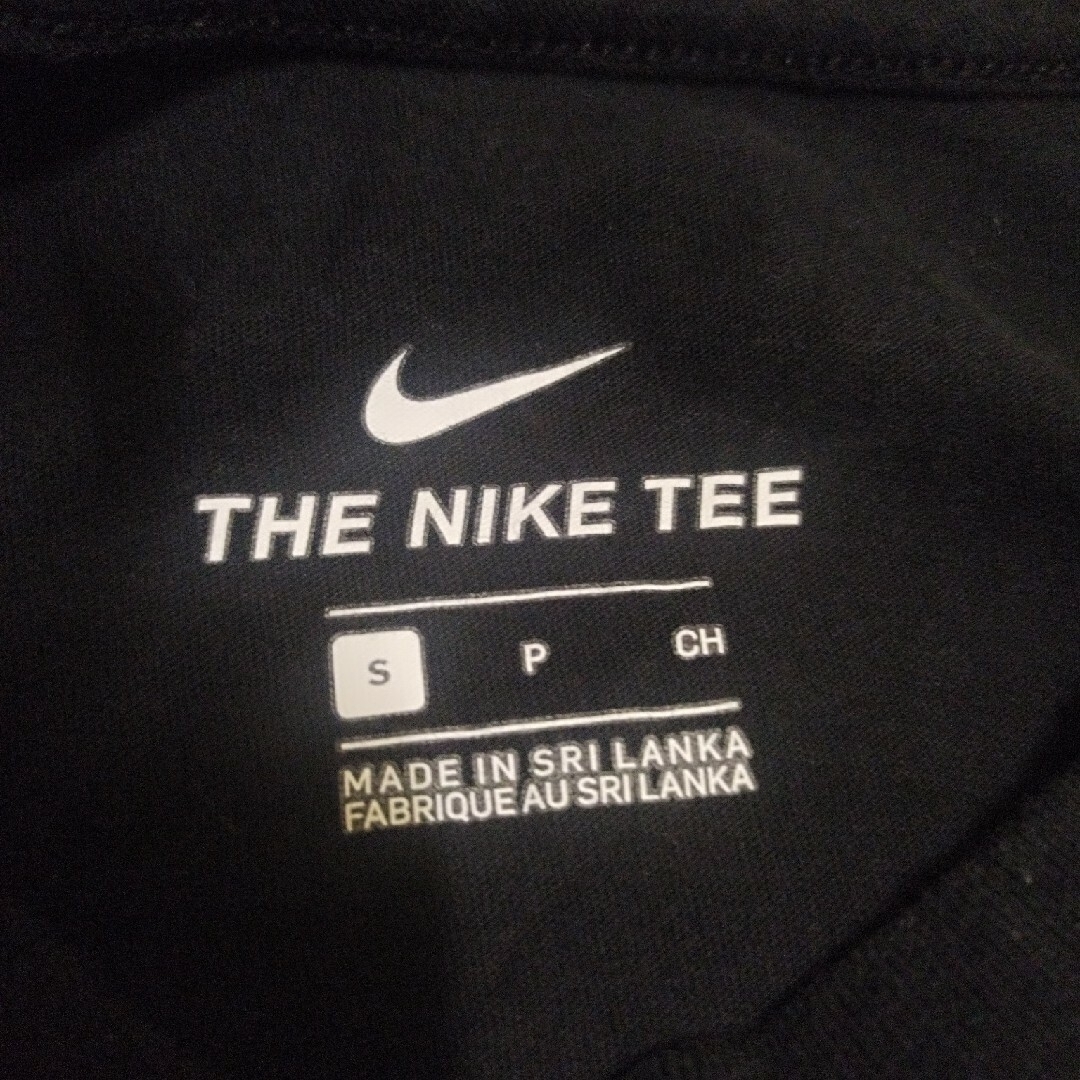 THE NIKE TEE
S P CH
MADE IN SRI LANKA
FABRIQUE AU SRI LANKA